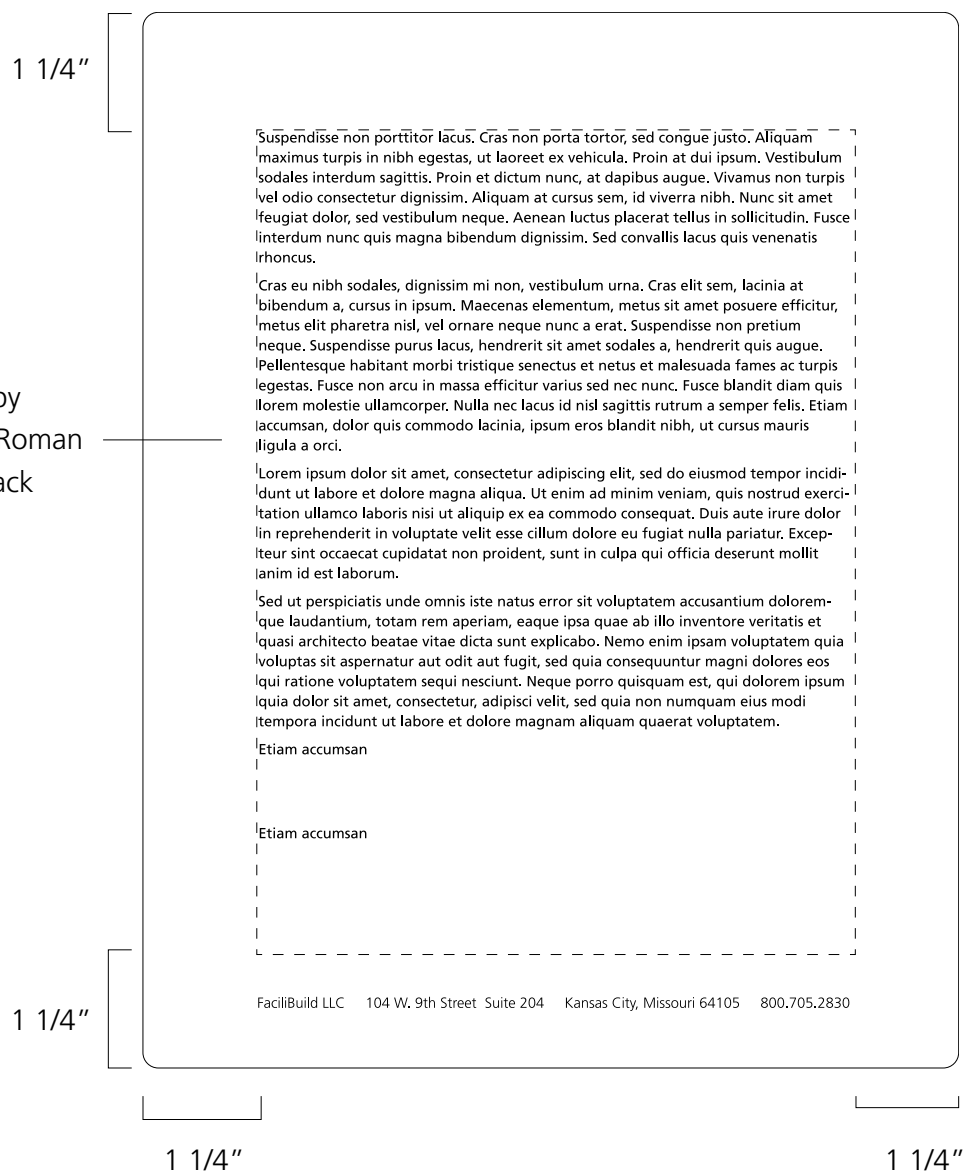 1 1/4”
Suspendisse non porttitor lacus. Cras non porta tortor, sed congue justo. Aliquam
maximus turpis in nibh egestas, ut laoreet ex vehicula. Proin at dui ipsum. Vestibulum
sodales interdum sagittis. Proin et dictum nunc, at dapibus augue. Vivamus non turpis
vel odio consectetur dignissim. Aliquam at cursus sem, id viverra nibh. Nunc sit amet
feugiat dolor, sed vestibulum neque. Aenean luctus placerat tellus in sollicitudin. Fusce
interdum nunc quis magna bibendum dignissim. Sed convallis lacus quis venenatis
rhoncus.
Cras eu nibh sodales, dignissim mi non, vestibulum urna. Cras elit sem, lacinia at
bibendum a, cursus in ipsum. Maecenas elementum, metus sit amet posuere efficitur,
metus elit pharetra nisl, vel ornare neque nunc a erat. Suspendisse non pretium
neque. Suspendisse purus lacus, hendrerit sit amet sodales a, hendrerit quis augue.
Pellentesque habitant morbi tristique senectus et netus et malesuada fames ac turpis
egestas. Fusce non arcu in massa efficitur varius sed nec nunc. Fusce blandit diam quis
lorem molestie ullamcorper. Nulla nec lacus id nisl sagittis rutrum a semper felis. Etiam
accumsan, dolor quis commodo lacinia, ipsum eros blandit nibh, ut cursus mauris
ligula a orci.
Roman
Lorem ipsum dolor sit amet, consectetur adipiscing elit, sed do eiusmod tempor incidi-
dunt ut labore et dolore magna aliqua. Ut enim ad minim veniam, quis nostrud exerci-
tation ullamco laboris nisi ut aliquip ex ea commodo consequat. Duis aute irure dolor
in reprehenderit in voluptate velit esse cillum dolore eu fugiat nulla pariatur. Excep-
teur sint occaecat cupidatat non proident, sunt in culpa qui officia deserunt mollit
anim id est laborum.
Sed ut perspiciatis unde omnis iste natus error sit voluptatem accusantium dolorem-
que laudantium, totam rem aperiam, eaque ipsa quae ab illo inventore veritatis et
quasi architecto beatae vitae dicta sunt explicabo. Nemo enim ipsam voluptatem quia
voluptas sit aspernatur aut odit aut fugit, sed quia consequuntur magni dolores eos
qui ratione voluptatem sequi nesciunt. Neque porro quisquam est, qui dolorem ipsum
quia dolor sit amet, consectetur, adipisci velit, sed quia non numquam eius modi
tempora incidunt ut labore et dolore magnam aliquam quaerat voluptatem.
Etiam accumsan
Etiam accumsan
FaciliBuild LLC 104 W. 9th Street Suite 204 Kansas City, Missouri 64105 800.705.2830
1 1/4”
1 1/4”
1 1/4”